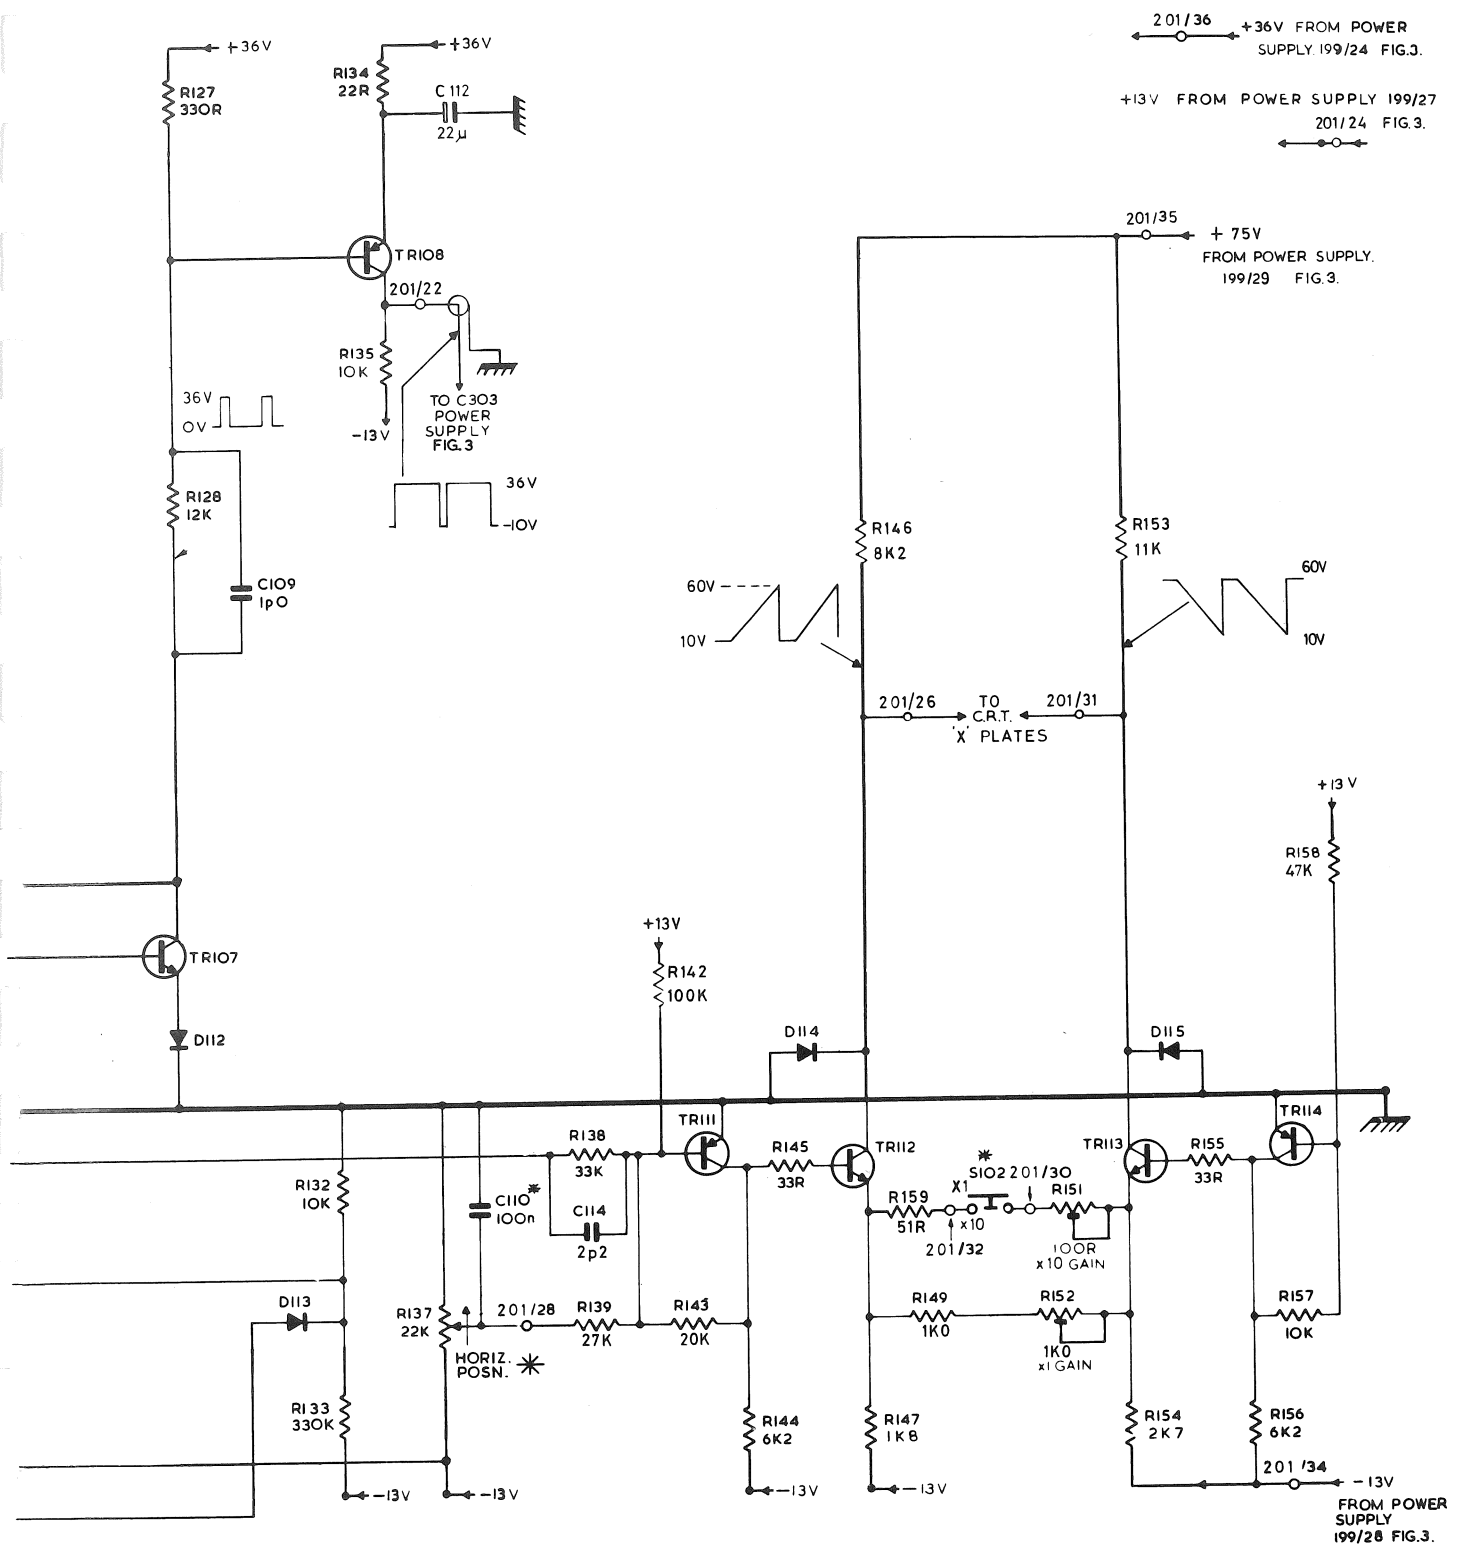 +36V
+36V
201/36
+36V FROM POWER
SUPPLY. 199/24 FIG.3.
R127
330R
R134
22R
C 112
22µ
+13V FROM POWER SUPPLY 199/27
201/24 FIG.3.
TR108
201/22
201/35
+ 75V
FROM POWER SUPPLY.
199/29 FIG.3.
R135
10K
-13V
TO C303
POWER
SUPPLY
FIG.3
36V
0V
36V
-10V
R128
12K
C109
1p0
R146
8K2
R153
11K
60V
10V
60V
10V
201/26
TO
C.R.T.
'X' PLATES
201/31
+13V
R158
47K
TR107
D112
+13V
R142
100K
D114
D115
TR111
TR114
R138
33K
R145
33R
TR112
TR113
R155
33R
R132
10K
C110*
100n
C114
2p2
R159
51R
*
S102
X1
x10
201/30
R151
201/32
100R
x10 GAIN
D113
R137
22K
201/28
R139
27K
R143
20K
R149
1K0
R152
1K0
x1 GAIN
R157
10K
HORIZ.
POSN. *
R133
330K
R144
6K2
R147
1K8
R154
2K7
R156
6K2
201/34
-13V
-13V
-13V
-13V
-13V
FROM POWER
SUPPLY
199/28 FIG.3.